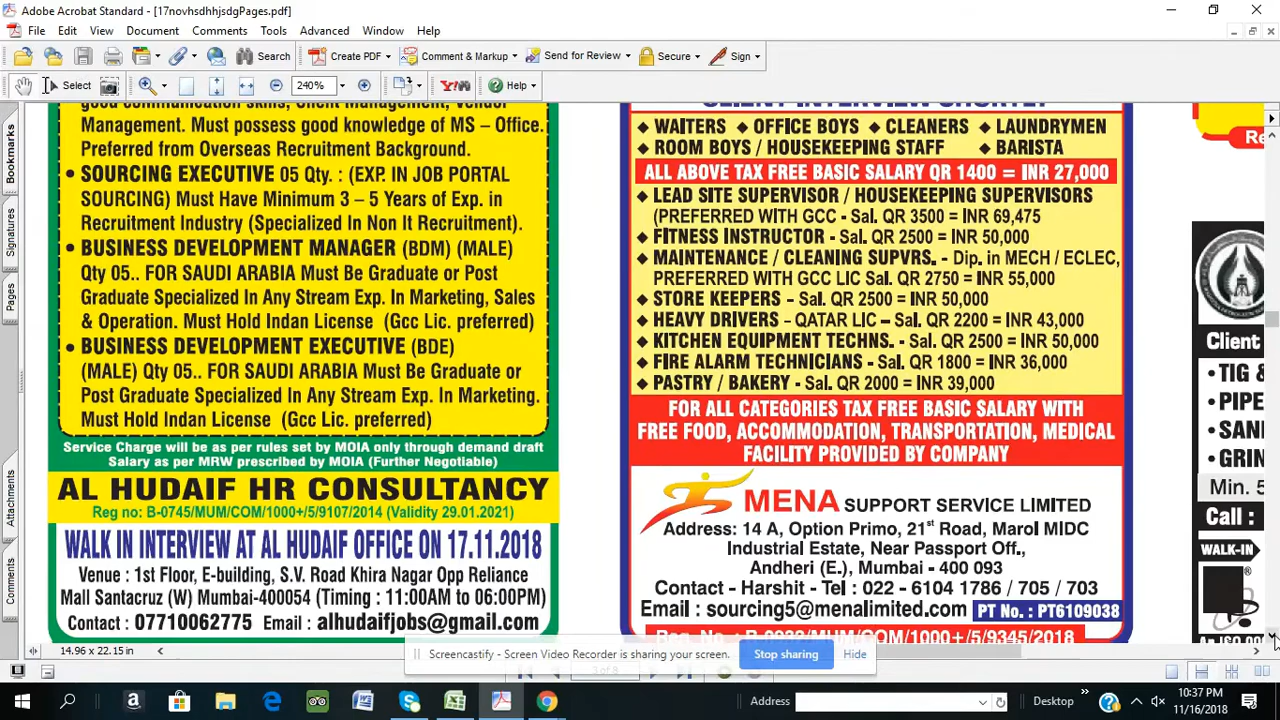 Adobe Acrobat Standard - [17novhsdhhjsdgPages.pdf]
File Edit View Document Comments Tools Advanced Window Help
Search Create PDF Comment & Markup Send for Review Secure Sign
Select 240% Y! Help
Bookmarks
Signatures
Pages
Attachments
Comments
good communication skills, Client Management, Vendor
Management. Must possess good knowledge of MS – Office.
Preferred from Overseas Recruitment Background.
• SOURCING EXECUTIVE 05 Qty. : (EXP. IN JOB PORTAL
SOURCING) Must Have Minimum 3 – 5 Years of Exp. in
Recruitment Industry (Specialized In Non It Recruitment).
• BUSINESS DEVELOPMENT MANAGER (BDM) (MALE)
Qty 05.. FOR SAUDI ARABIA Must Be Graduate or Post
Graduate Specialized In Any Stream Exp. In Marketing, Sales
& Operation. Must Hold Indan License (Gcc Lic. preferred)
• BUSINESS DEVELOPMENT EXECUTIVE (BDE)
(MALE) Qty 05.. FOR SAUDI ARABIA Must Be Graduate or
Post Graduate Specialized In Any Stream Exp. In Marketing.
Must Hold Indan License (Gcc Lic. preferred)
Service Charge will be as per rules set by MOIA only through demand draft
Salary as per MRW prescribed by MOIA (Further Negotiable)
AL HUDAIF HR CONSULTANCY
Reg no: B-0745/MUM/COM/1000+/5/9107/2014 (Validity 29.01.2021)
WALK IN INTERVIEW AT AL HUDAIF OFFICE ON 17.11.2018
Venue : 1st Floor, E-building, S.V. Road Khira Nagar Opp Reliance
Mall Santacruz (W) Mumbai-400054 (Timing : 11:00AM to 06:00PM)
Contact : 07710062775 Email : alhudaifjobs@gmail.com
CLIENT INTERVIEW SHORTLY
◆ WAITERS ◆ OFFICE BOYS ◆ CLEANERS ◆ LAUNDRYMEN
◆ ROOM BOYS / HOUSEKEEPING STAFF ◆ BARISTA
ALL ABOVE TAX FREE BASIC SALARY QR 1400 = INR 27,000
◆ LEAD SITE SUPERVISOR / HOUSEKEEPING SUPERVISORS
(PREFERRED WITH GCC - Sal. QR 3500 = INR 69,475
◆ FITNESS INSTRUCTOR - Sal. QR 2500 = INR 50,000
◆ MAINTENANCE / CLEANING SUPVRS. - Dip. in MECH / ECLEC,
PREFERRED WITH GCC LIC SAL QR 2750 = INR 55,000
◆ STORE KEEPERS – Sal. QR 2500 = INR 50,000
◆ HEAVY DRIVERS - QATAR LIC – Sal. QR 2200 = INR 43,000
◆ KITCHEN EQUIPMENT TECHNS. - Sal. QR 2500 = INR 50,000
◆ FIRE ALARM TECHNICIANS - Sal. QR 1800 = INR 36,000
◆ PASTRY / BAKERY - Sal. QR 2000 = INR 39,000
FOR ALL CATEGORIES TAX FREE BASIC SALARY WITH
FREE FOOD, ACCOMMODATION, TRANSPORTATION, MEDICAL
FACILITY PROVIDED BY COMPANY
MENA SUPPORT SERVICE LIMITED
Address: 14 A, Option Primo, 21st Road, Marol MIDC
Industrial Estate, Near Passport Off.,
Andheri (E.), Mumbai - 400 093
Contact - Harshit - Tel : 022 - 6104 1786 / 705 / 703
Email : sourcing5@menalimited.com PT No. : PT6109038
Client
• TIG &
• PIPE
• SAN
• GRIN
Min. 5
Call :
WALK-IN
14.96 x 22.15 in
Screencastify - Screen Video Recorder is sharing your screen. Stop sharing Hide
3 of 8
Address Desktop
10:37 PM
11/16/2018